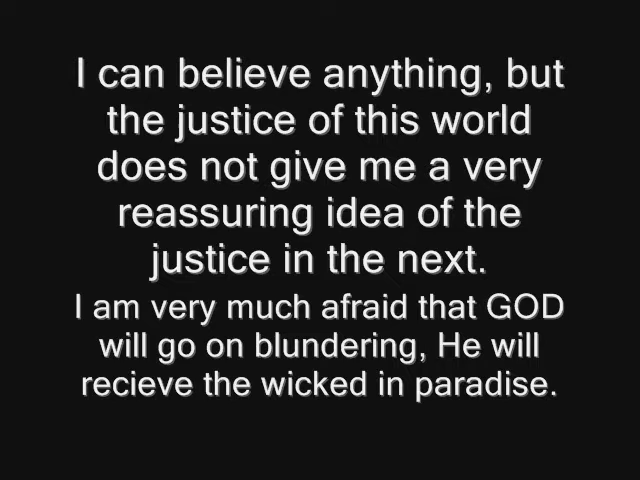 I can believe anything, but
the justice of this world
does not give me a very
reassuring idea of the
justice in the next.
I am very much afraid that GOD
will go on blundering, He will
recieve the wicked in paradise.